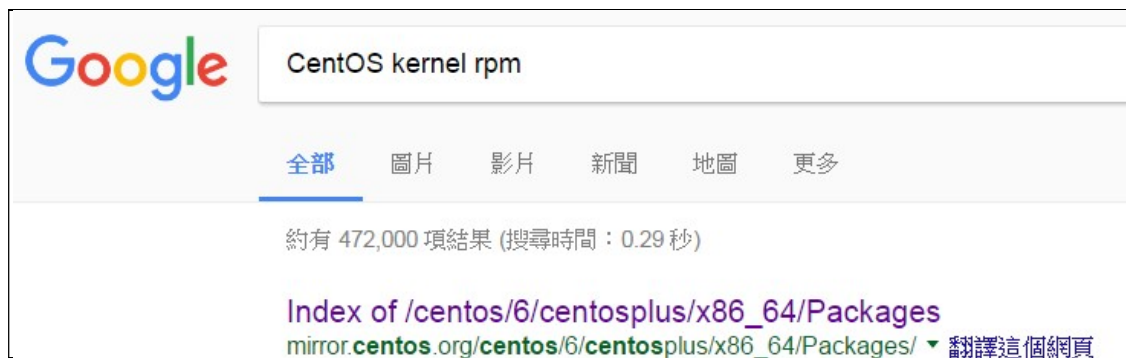 Google
CentOS kernel rpm
全部 圖片 影片 新聞 地圖 更多
約有 472,000 項結果 (搜尋時間：0.29 秒)
Index of /centos/6/centosplus/x86_64/Packages
mirror.centos.org/centos/6/centosplus/x86_64/Packages/ ▼ 翻譯這個網頁